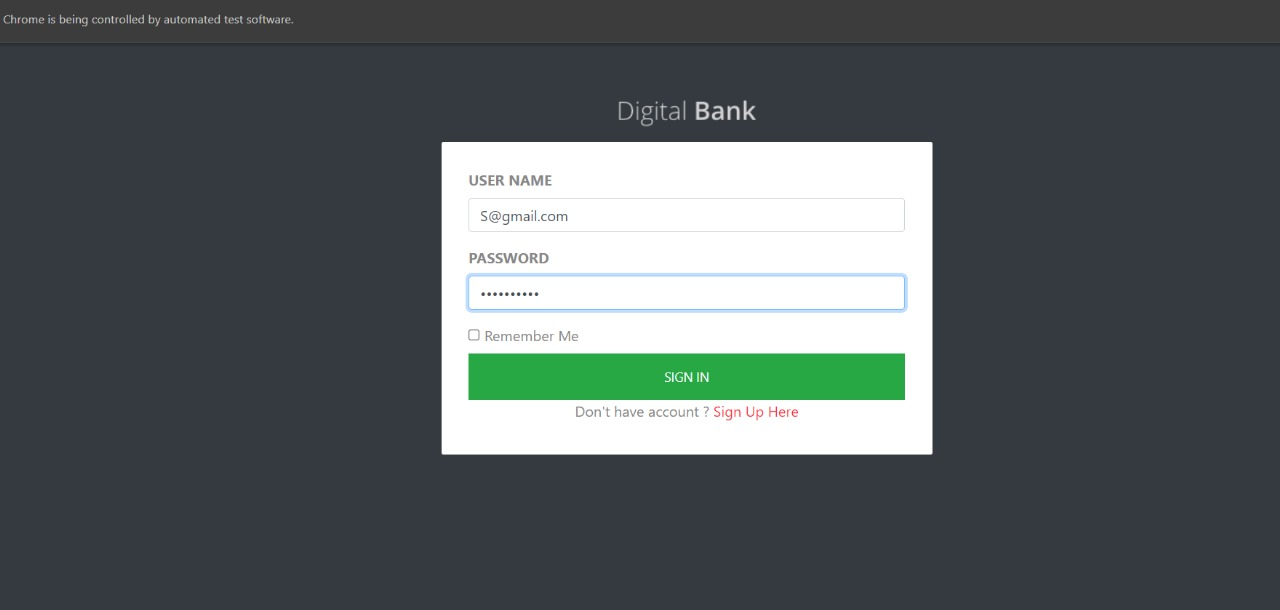 Chrome is being controlled by automated test software.
Digital Bank
USER NAME
S@gmail.com
PASSWORD
••••••••••
Remember Me
SIGN IN
Don't have account ? Sign Up Here